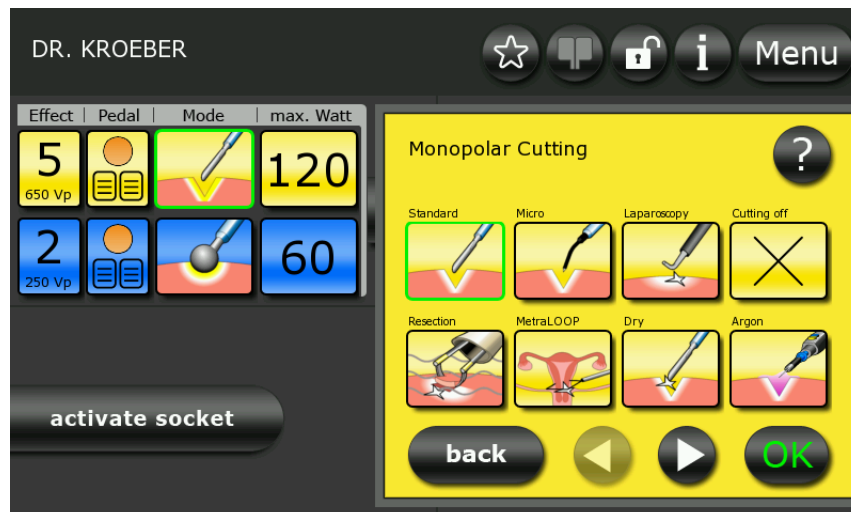 DR. KROEBER
i
Menu
Effect | Pedal | Mode | max. Watt
5
650 Vp
120
2
250 Vp
60
activate socket
Monopolar Cutting
?
Standard
Micro
Laparoscopy
Cutting off
Resection
MetraLOOP
Dry
Argon
back
OK